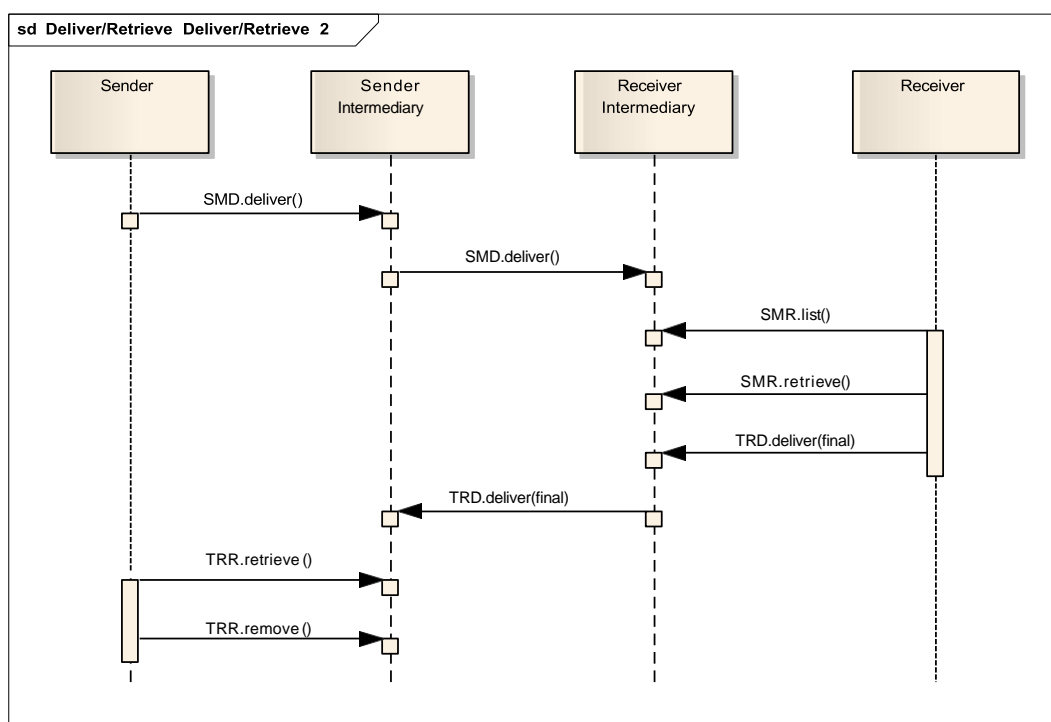 sd Deliver/Retrieve Deliver/Retrieve 2
Sender
Sender
Intermediary
Receiver
Intermediary
Receiver
SMD.deliver()
SMD.deliver()
SMR.list()
SMR.retrieve()
TRD.deliver(final)
TRD.deliver(final)
TRR.retrieve()
TRR.remove()